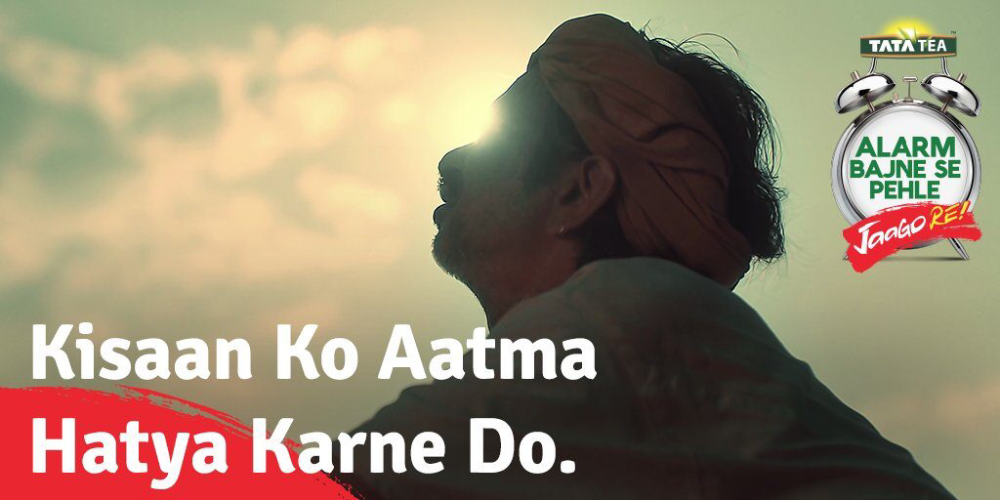 TATA TEA
ALARM
BAJNE SE
PEHLE
JaaGO RE!
Kisaan Ko Aatma
Hatya Karne Do.